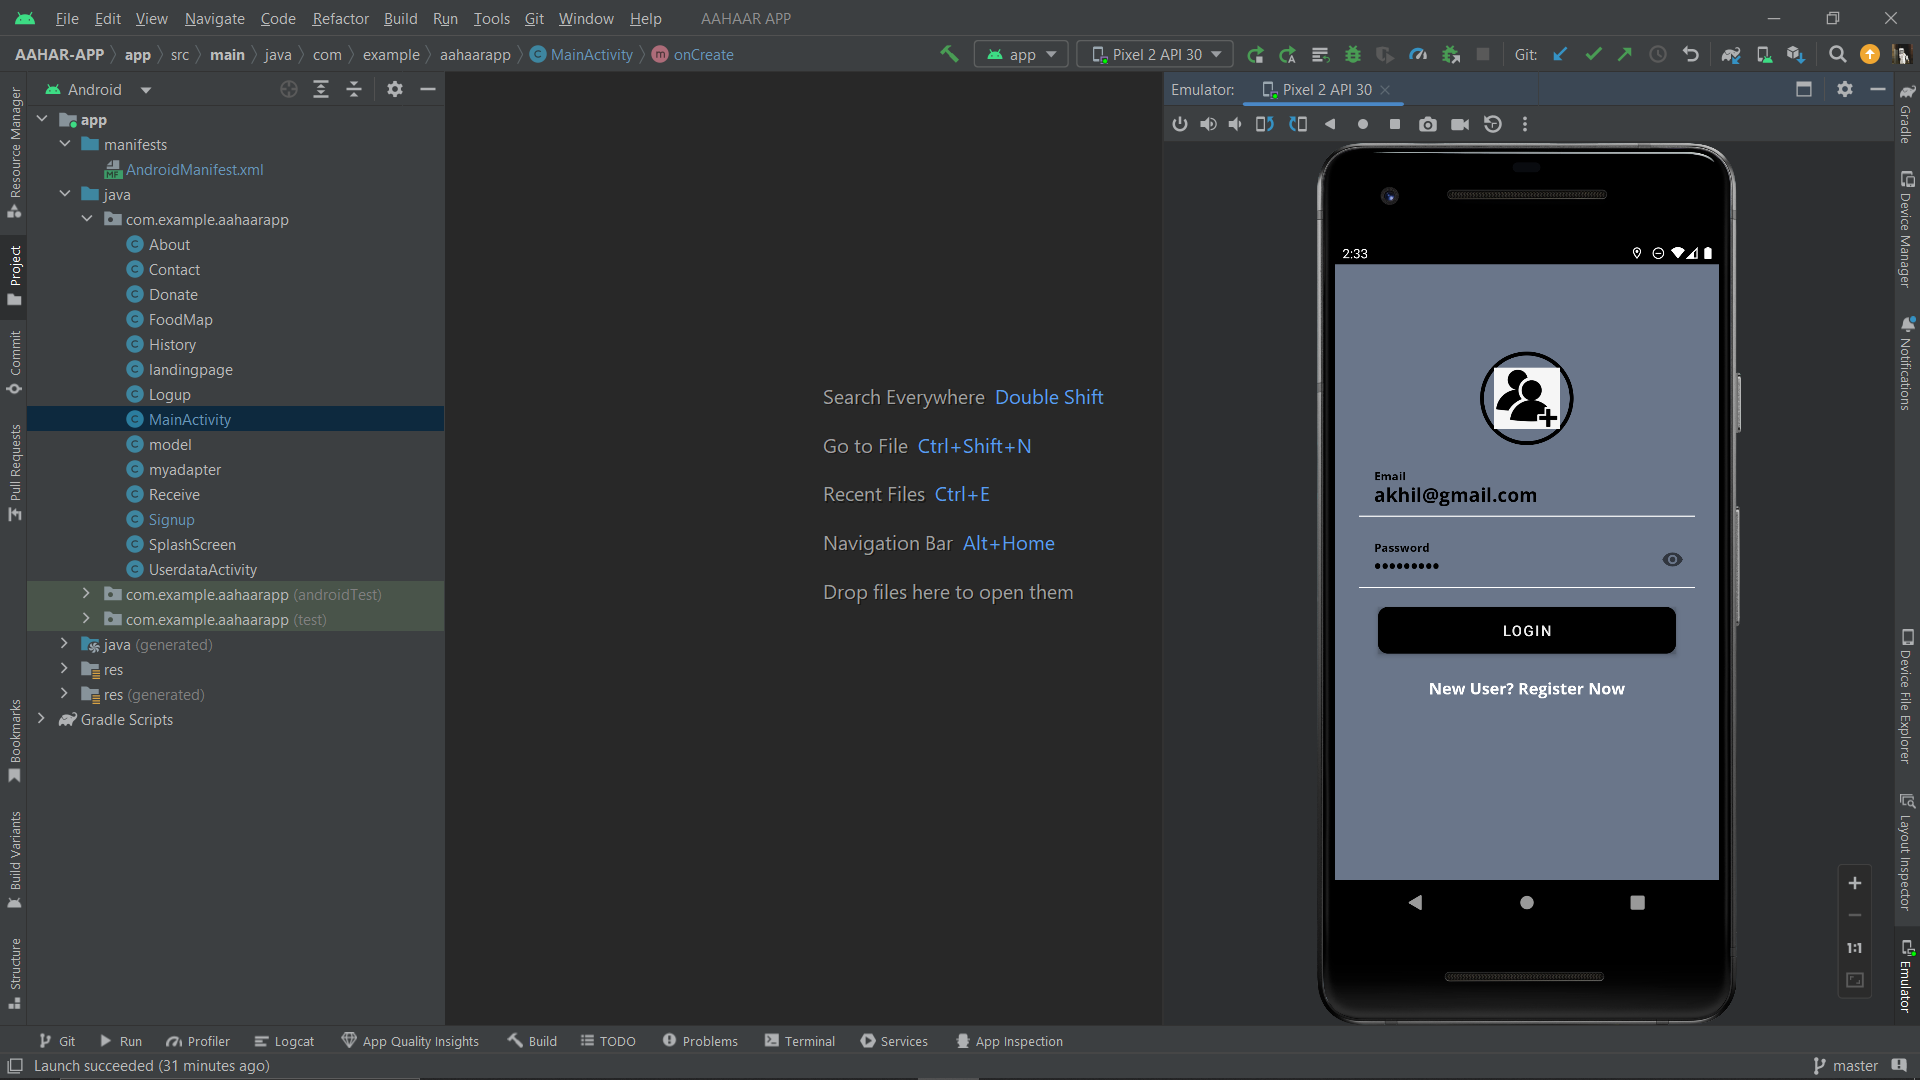 File Edit View Navigate Code Refactor Build Run Tools Git Window Help AAHAAR APP
AAHAR-APP app src main java com example aahaarapp MainActivity onCreate app Pixel 2 API 30 Git:
Android
Emulator: Pixel 2 API 30
app
manifests
AndroidManifest.xml
java
com.example.aahaarapp
About
Contact
Donate
FoodMap
History
landingpage
Logup
MainActivity
model
myadapter
Receive
Signup
SplashScreen
UserdataActivity
com.example.aahaarapp (androidTest)
com.example.aahaarapp (test)
java (generated)
res
res (generated)
Gradle Scripts
Resource Manager
Project
Commit
Pull Requests
Bookmarks
Build Variants
Structure
Search Everywhere Double Shift
Go to File Ctrl+Shift+N
Recent Files Ctrl+E
Navigation Bar Alt+Home
Drop files here to open them
2:33
Email
akhil@gmail.com
Password
•••••••••
LOGIN
New User? Register Now
1:1
Gradle
Device Manager
Notifications
Device File Explorer
Layout Inspector
Emulator
Git Run Profiler Logcat App Quality Insights Build TODO Problems Terminal Services App Inspection
Launch succeeded (31 minutes ago) master